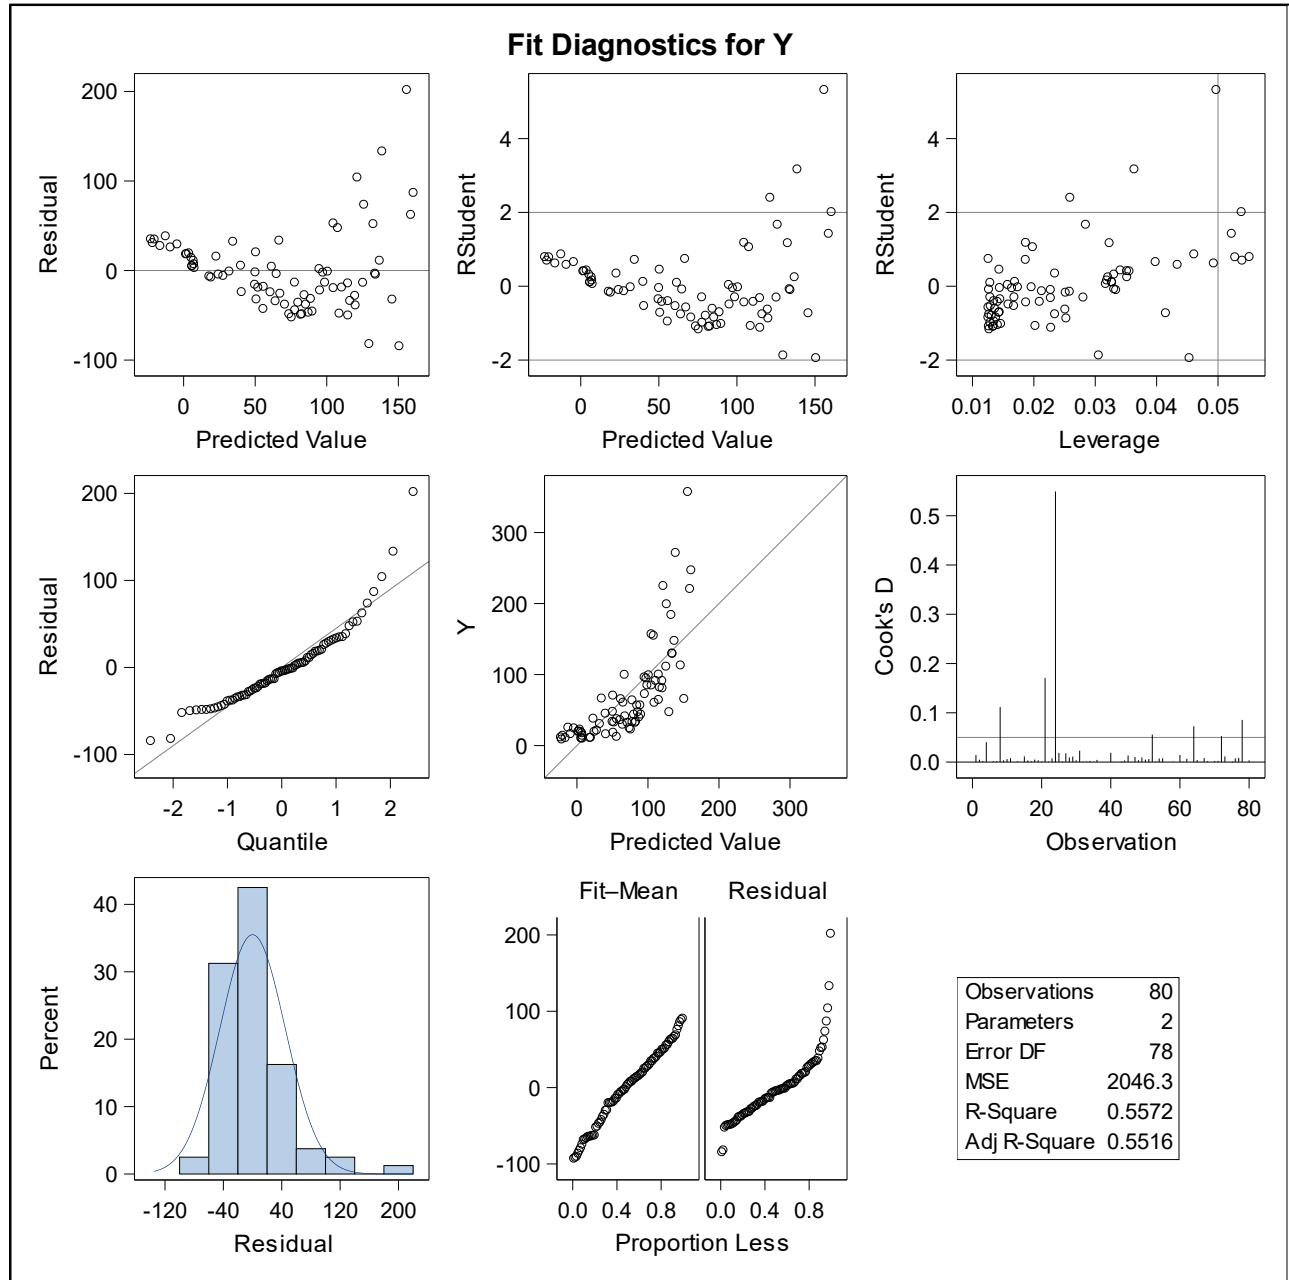 Fit Diagnostics for Y
200
100
0
-100
Residual
0 50 100 150
Predicted Value
4
2
0
-2
RStudent
0 50 100 150
Predicted Value
4
2
0
-2
RStudent
0.01 0.02 0.03 0.04 0.05
Leverage
200
100
0
-100
Residual
-2 -1 0 1 2
Quantile
300
200
100
0
Y
0 100 200 300
Predicted Value
0.5
0.4
0.3
0.2
0.1
0.0
Cook's D
0 20 40 60 80
Observation
40
30
20
10
0
Percent
-120 -40 40 120 200
Residual
Fit–Mean Residual
200
100
0
-100
0.0 0.4 0.8 0.0 0.4 0.8
Proportion Less
Observations 80
Parameters 2
Error DF 78
MSE 2046.3
R-Square 0.5572
Adj R-Square 0.5516